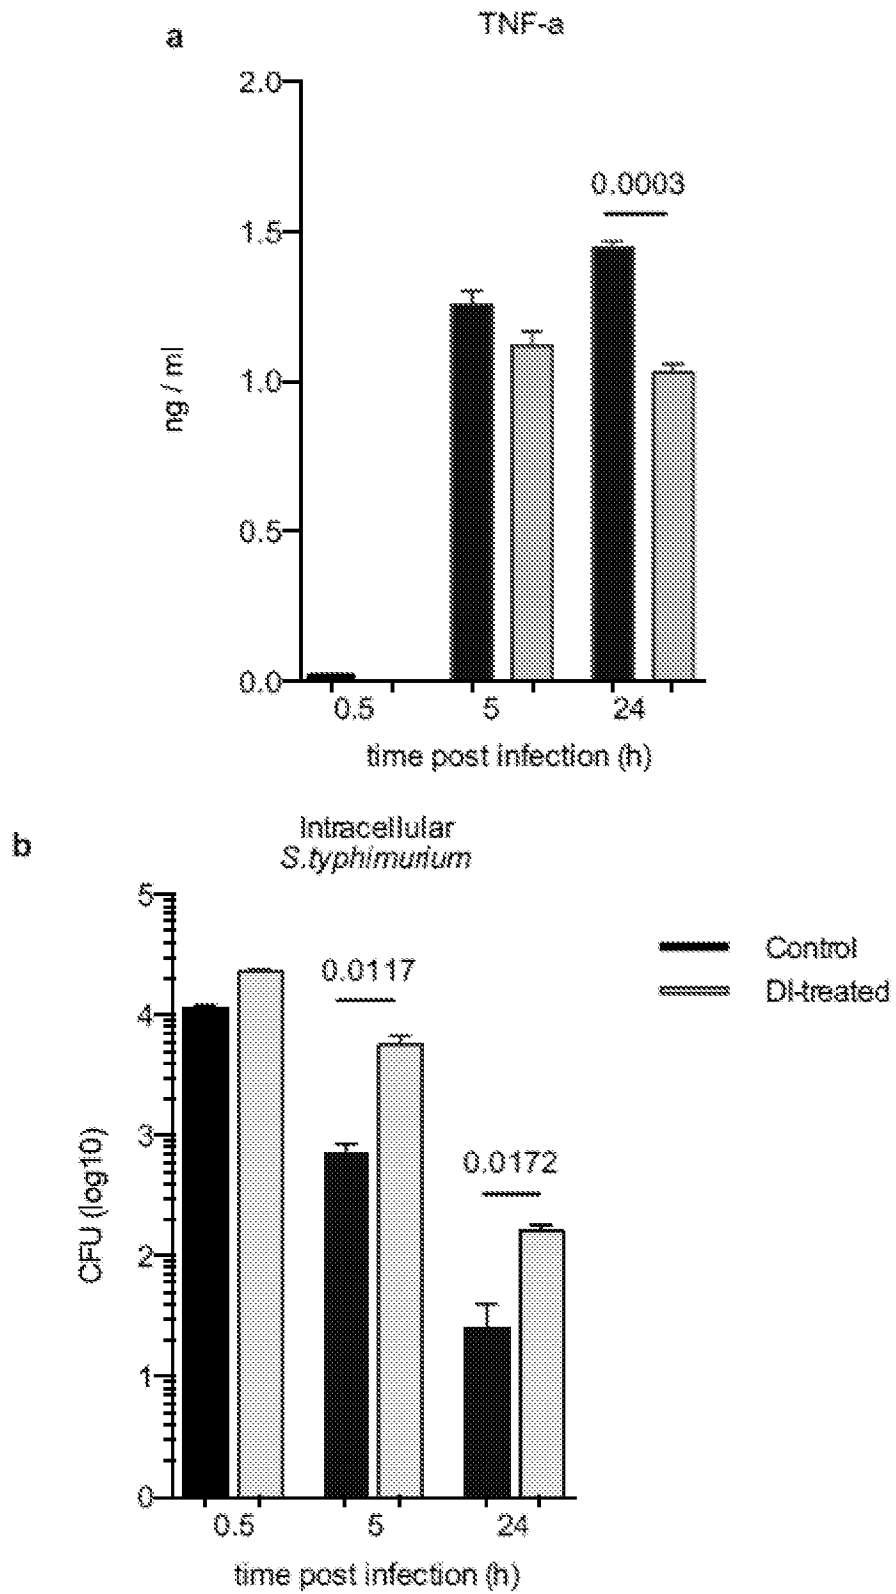 a
TNF-a
2.0
1.5
1.0
0.5
0.0
ng / ml
0.0003
0.5 5 24
time post infection (h)
b
Intracellular
S.typhimurium
5
4
3
2
1
0
CFU (log10)
0.0117
0.0172
Control
DI-treated
0.5 5 24
time post infection (h)